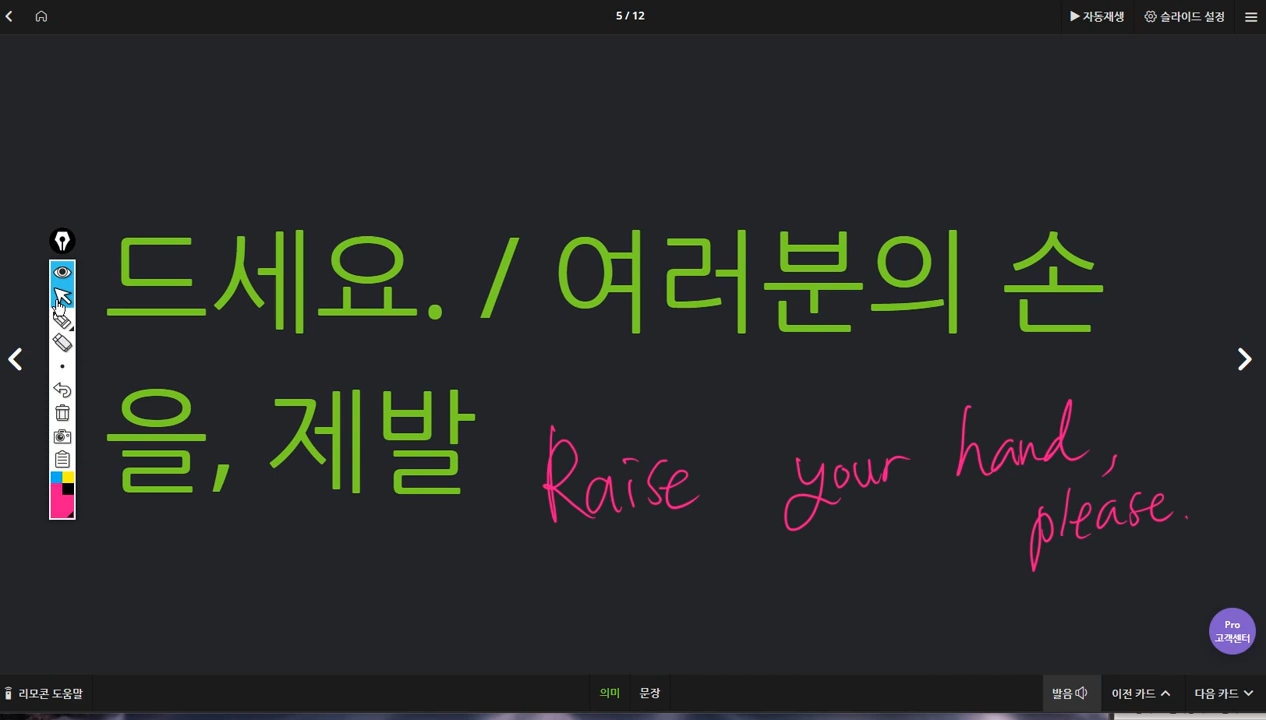 5 / 12
자동재생
슬라이드 설정
드세요. / 여러분의 손
을, 제발
Raise your hand,
please.
Pro
고객센터
리모콘 도움말
의미
문장
발음
이전 카드
다음 카드